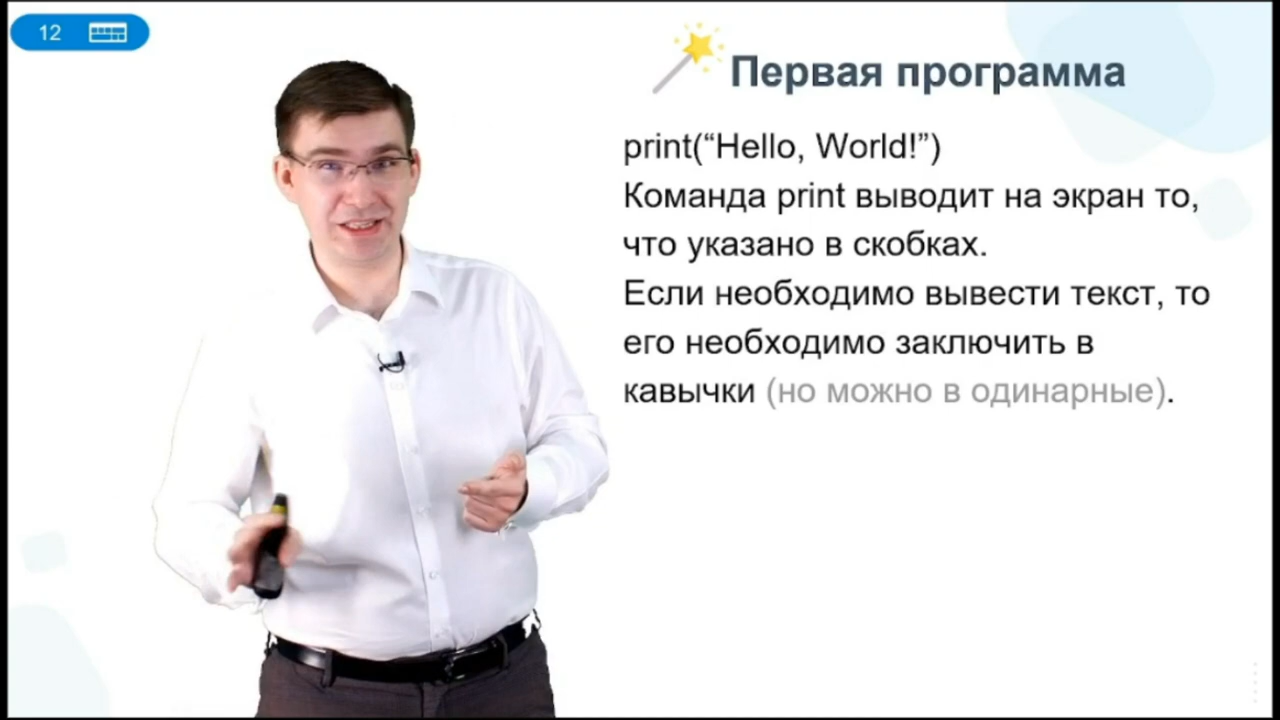 12
Первая программа
print(“Hello, World!”)
Команда print выводит на экран то,
что указано в скобках.
Если необходимо вывести текст, то
его необходимо заключить в
кавычки (но можно в одинарные).